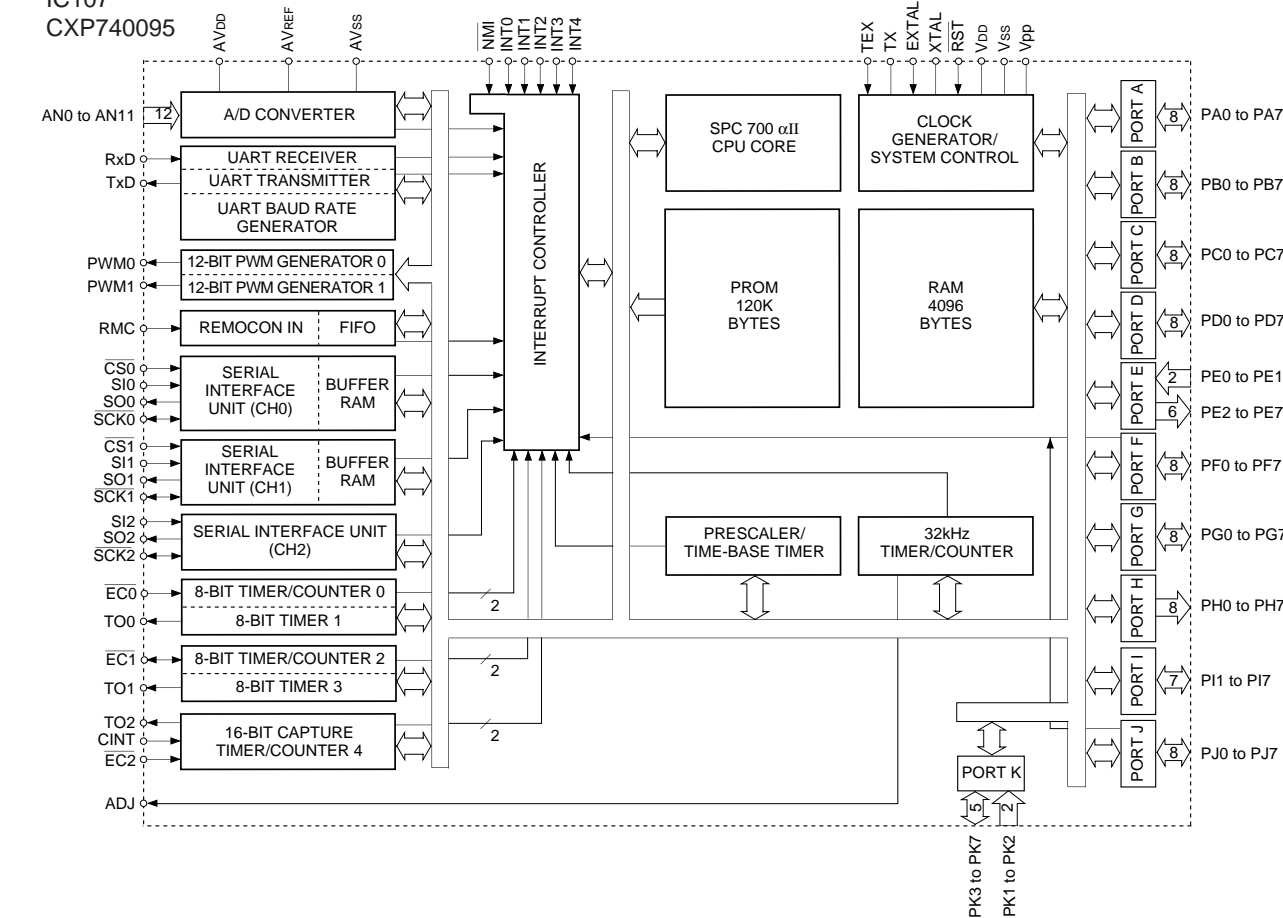 IC107
CXP740095
AVDD
AVREF
AVSS
NMI
INT0
INT1
INT2
INT3
INT4
TEX
TX
EXTAL
XTAL
RST
VDD
VSS
Vpp
AN0 to AN11
12
A/D CONVERTER
RxD
UART RECEIVER
TxD
UART TRANSMITTER
UART BAUD RATE
GENERATOR
PWM0
12-BIT PWM GENERATOR 0
PWM1
12-BIT PWM GENERATOR 1
RMC
REMOCON IN
FIFO
CS0
SI0
SO0
SCK0
SERIAL
INTERFACE
UNIT (CH0)
BUFFER
RAM
CS1
SI1
SO1
SCK1
SERIAL
INTERFACE
UNIT (CH1)
BUFFER
RAM
SI2
SO2
SCK2
SERIAL INTERFACE UNIT
(CH2)
EC0
8-BIT TIMER/COUNTER 0
2
TO0
8-BIT TIMER 1
EC1
8-BIT TIMER/COUNTER 2
2
TO1
8-BIT TIMER 3
TO2
CINT
EC2
16-BIT CAPTURE
TIMER/COUNTER 4
2
ADJ
INTERRUPT CONTROLLER
SPC 700 αII
CPU CORE
CLOCK
GENERATOR/
SYSTEM CONTROL
PROM
120K
BYTES
RAM
4096
BYTES
PRESCALER/
TIME-BASE TIMER
32kHz
TIMER/COUNTER
PORT A
8
PA0 to PA7
PORT B
8
PB0 to PB7
PORT C
8
PC0 to PC7
PORT D
8
PD0 to PD7
PORT E
2
PE0 to PE1
6
PE2 to PE7
PORT F
8
PF0 to PF7
PORT G
8
PG0 to PG7
PORT H
8
PH0 to PH7
PORT I
7
PI1 to PI7
PORT J
8
PJ0 to PJ7
PORT K
5
2
PK3 to PK7
PK1 to PK2